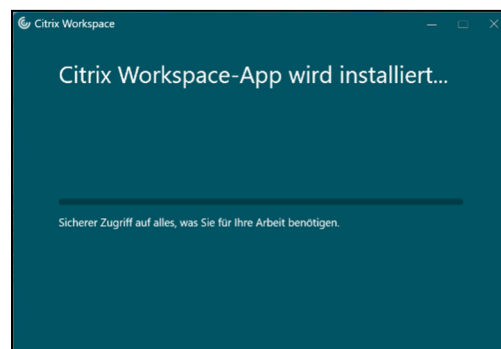 Citrix Workspace
Citrix Workspace-App wird installiert...
Sicherer Zugriff auf alles, was Sie für Ihre Arbeit benötigen.